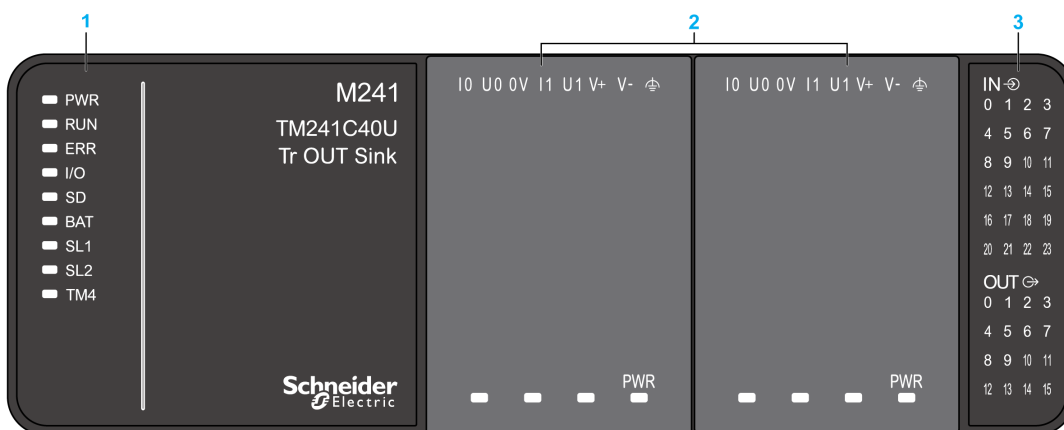 1
2
3
PWR
RUN
ERR
I/O
SD
BAT
SL1
SL2
TM4
M241
TM241C40U
Tr OUT Sink
Schneider
Electric
I0 U0 0V I1 U1 V+ V-
PWR
I0 U0 0V I1 U1 V+ V-
PWR
IN
0 1 2 3
4 5 6 7
8 9 10 11
12 13 14 15
16 17 18 19
20 21 22 23
OUT
0 1 2 3
4 5 6 7
8 9 10 11
12 13 14 15